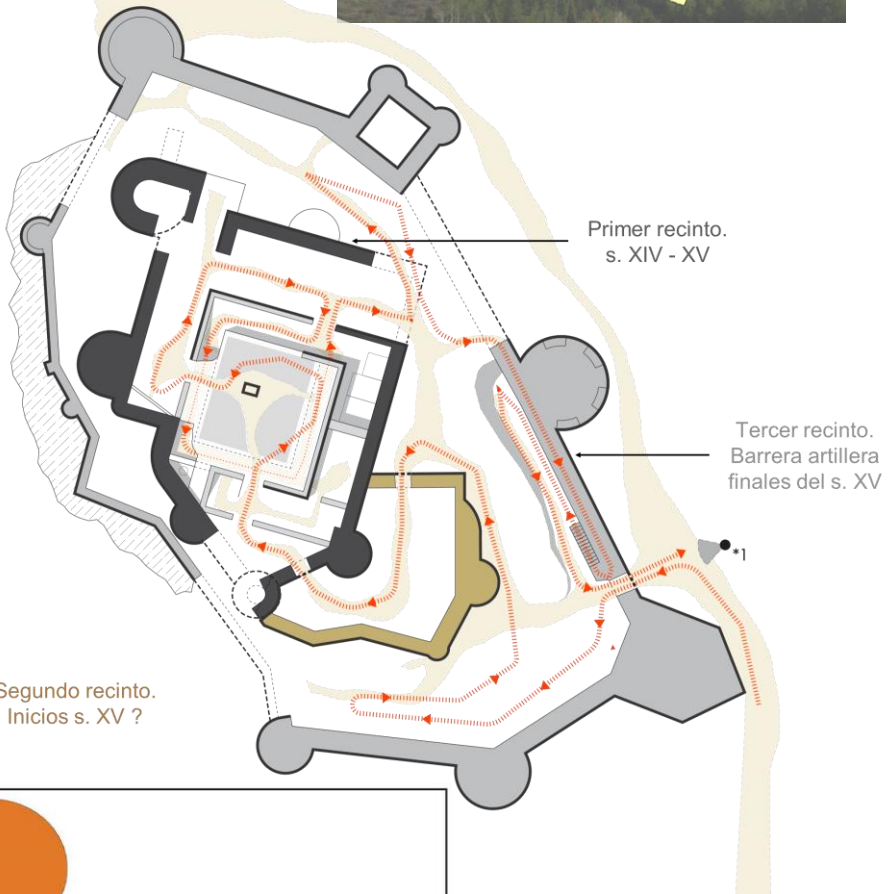 Primer recinto.
s. XIV - XV
Tercer recinto.
Barrera artillera
finales del s. XV
*1
Segundo recinto.
Inicios s. XV ?